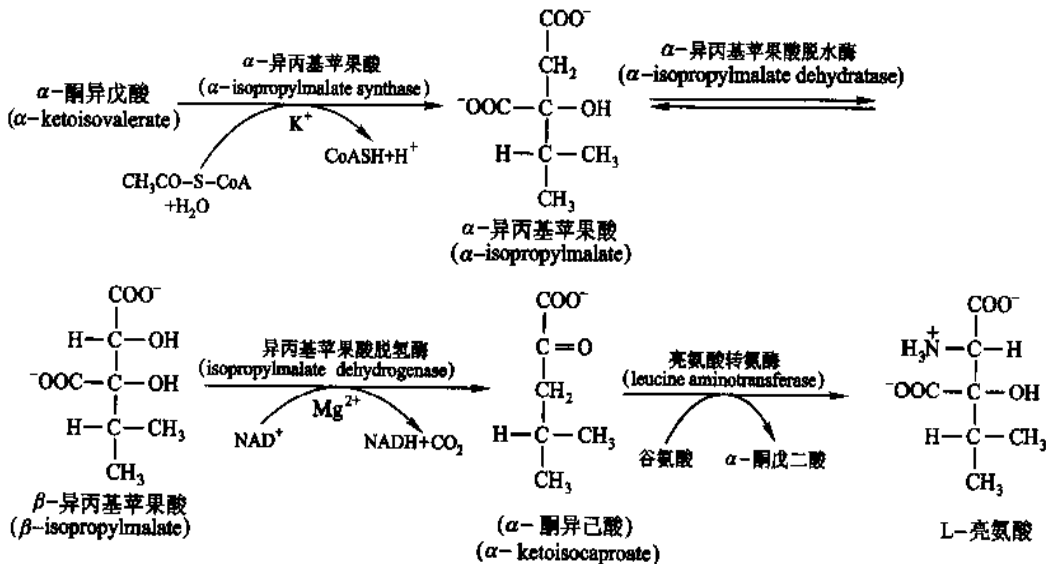 COO⁻
CH₂
⁻OOC—C—OH
H—C—CH₃
CH₃
α-异丙基苹果酸
(α-isopropylmalate)
α-酮异戊酸
(α-ketoisovalerate)
α-异丙基苹果酸
(α-isopropylmalate synthase)
K⁺
CH₃CO-S-CoA
+H₂O
CoASH+H⁺
α-异丙基苹果酸脱水酶
(α-isopropylmalate dehydratase)
COO⁻
H—C—OH
⁻OOC—C—OH
H—C—CH₃
CH₃
β-异丙基苹果酸
(β-isopropylmalate)
异丙基苹果酸脱氢酶
(isopropylmalate dehydrogenase)
Mg²⁺
NAD⁺
NADH+CO₂
COO⁻
C=O
CH₂
H—C—CH₃
CH₃
(α-酮异已酸)
(α-ketoisocaproate)
亮氨酸转氨酶
(leucine aminotransferase)
谷氨酸
α-酮戊二酸
COO⁻
H₃N⁺—C—H
⁻OOC—C—OH
H—C—CH₃
CH₃
L-亮氨酸